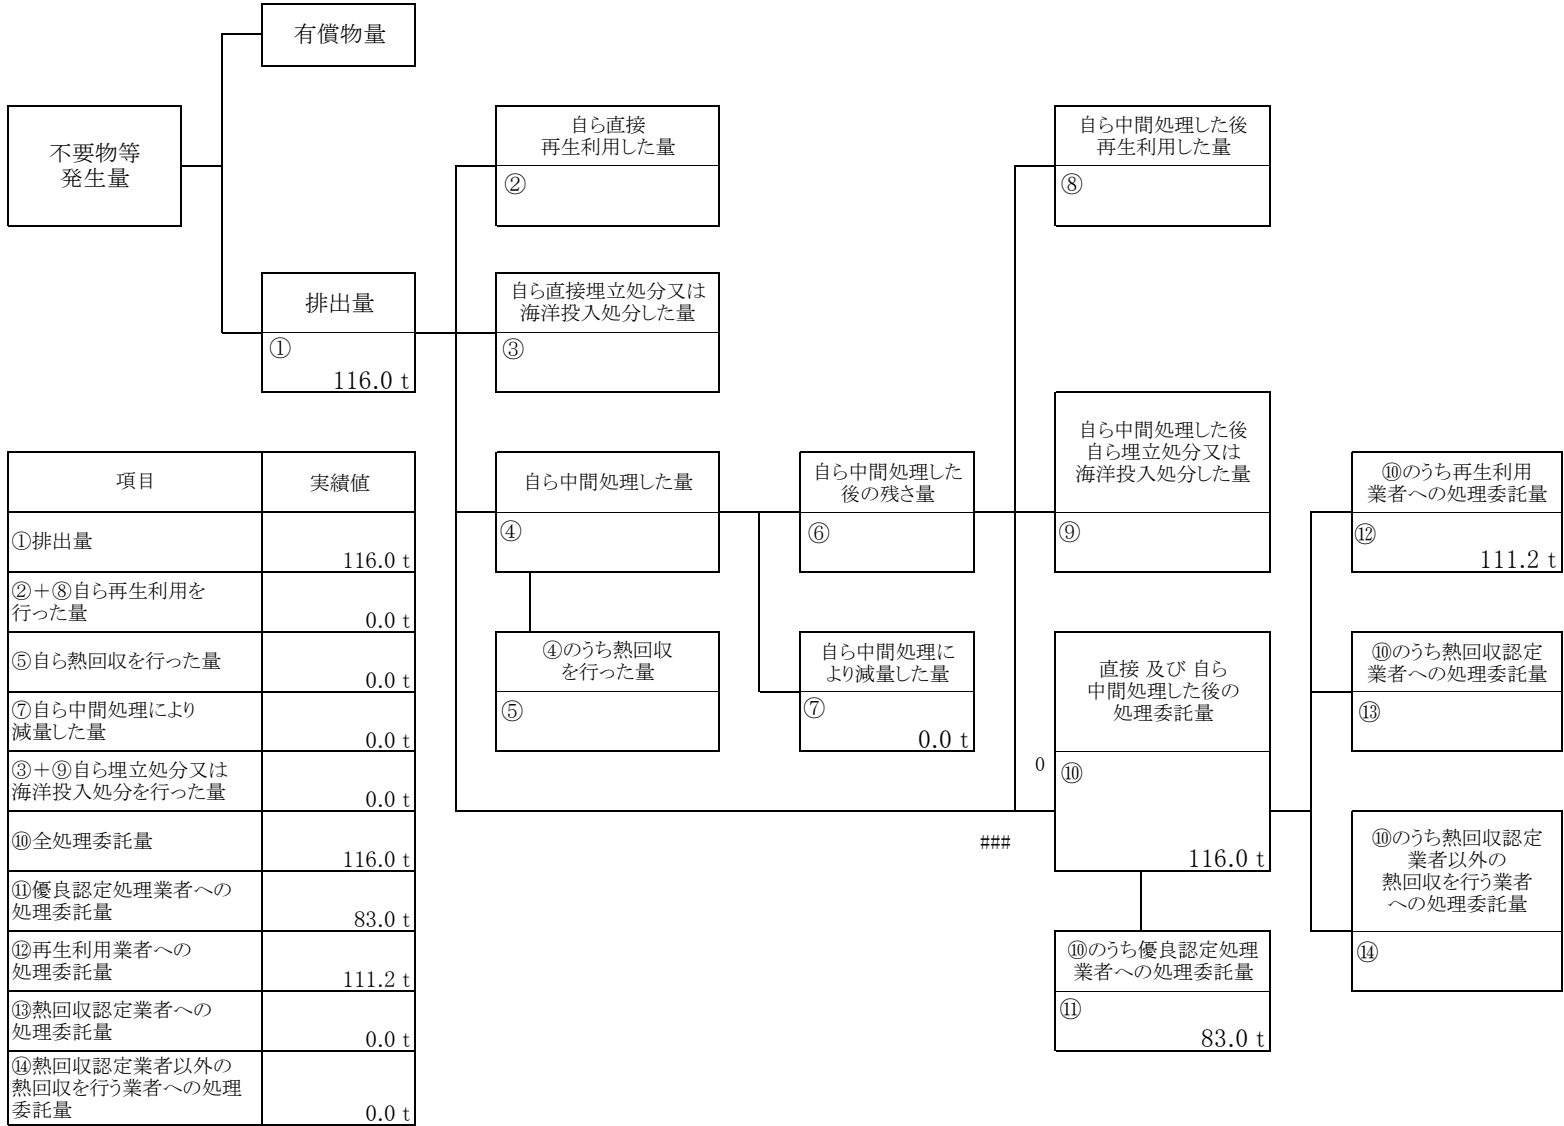 有償物量
不要物等
発生量
排出量
①
116.0 t
自ら直接
再生利用した量
②
自ら直接埋立処分又は
海洋投入処分した量
③
自ら中間処理した量
④
④のうち熱回収
を行った量
⑤
自ら中間処理した
後の残さ量
⑥
自ら中間処理に
より減量した量
⑦
0.0 t
自ら中間処理した後
再生利用した量
⑧
自ら中間処理した後
自ら埋立処分又は
海洋投入処分した量
⑨
直接 及び 自ら
中間処理した後の
処理委託量
0
⑩
###
116.0 t
⑩のうち優良認定処理
業者への処理委託量
⑪
83.0 t
⑩のうち再生利用
業者への処理委託量
⑫
111.2 t
⑩のうち熱回収認定
業者への処理委託量
⑬
⑩のうち熱回収認定
業者以外の
熱回収を行う業者
への処理委託量
⑭
項目 実績値
①排出量
116.0 t
②＋⑧自ら再生利用を
行った量
0.0 t
⑤自ら熱回収を行った量
0.0 t
⑦自ら中間処理により
減量した量
0.0 t
③＋⑨自ら埋立処分又は
海洋投入処分を行った量
0.0 t
⑩全処理委託量
116.0 t
⑪優良認定処理業者への
処理委託量
83.0 t
⑫再生利用業者への
処理委託量
111.2 t
⑬熱回収認定業者への
処理委託量
0.0 t
⑭熱回収認定業者以外の
熱回収を行う業者への処理
委託量
0.0 t